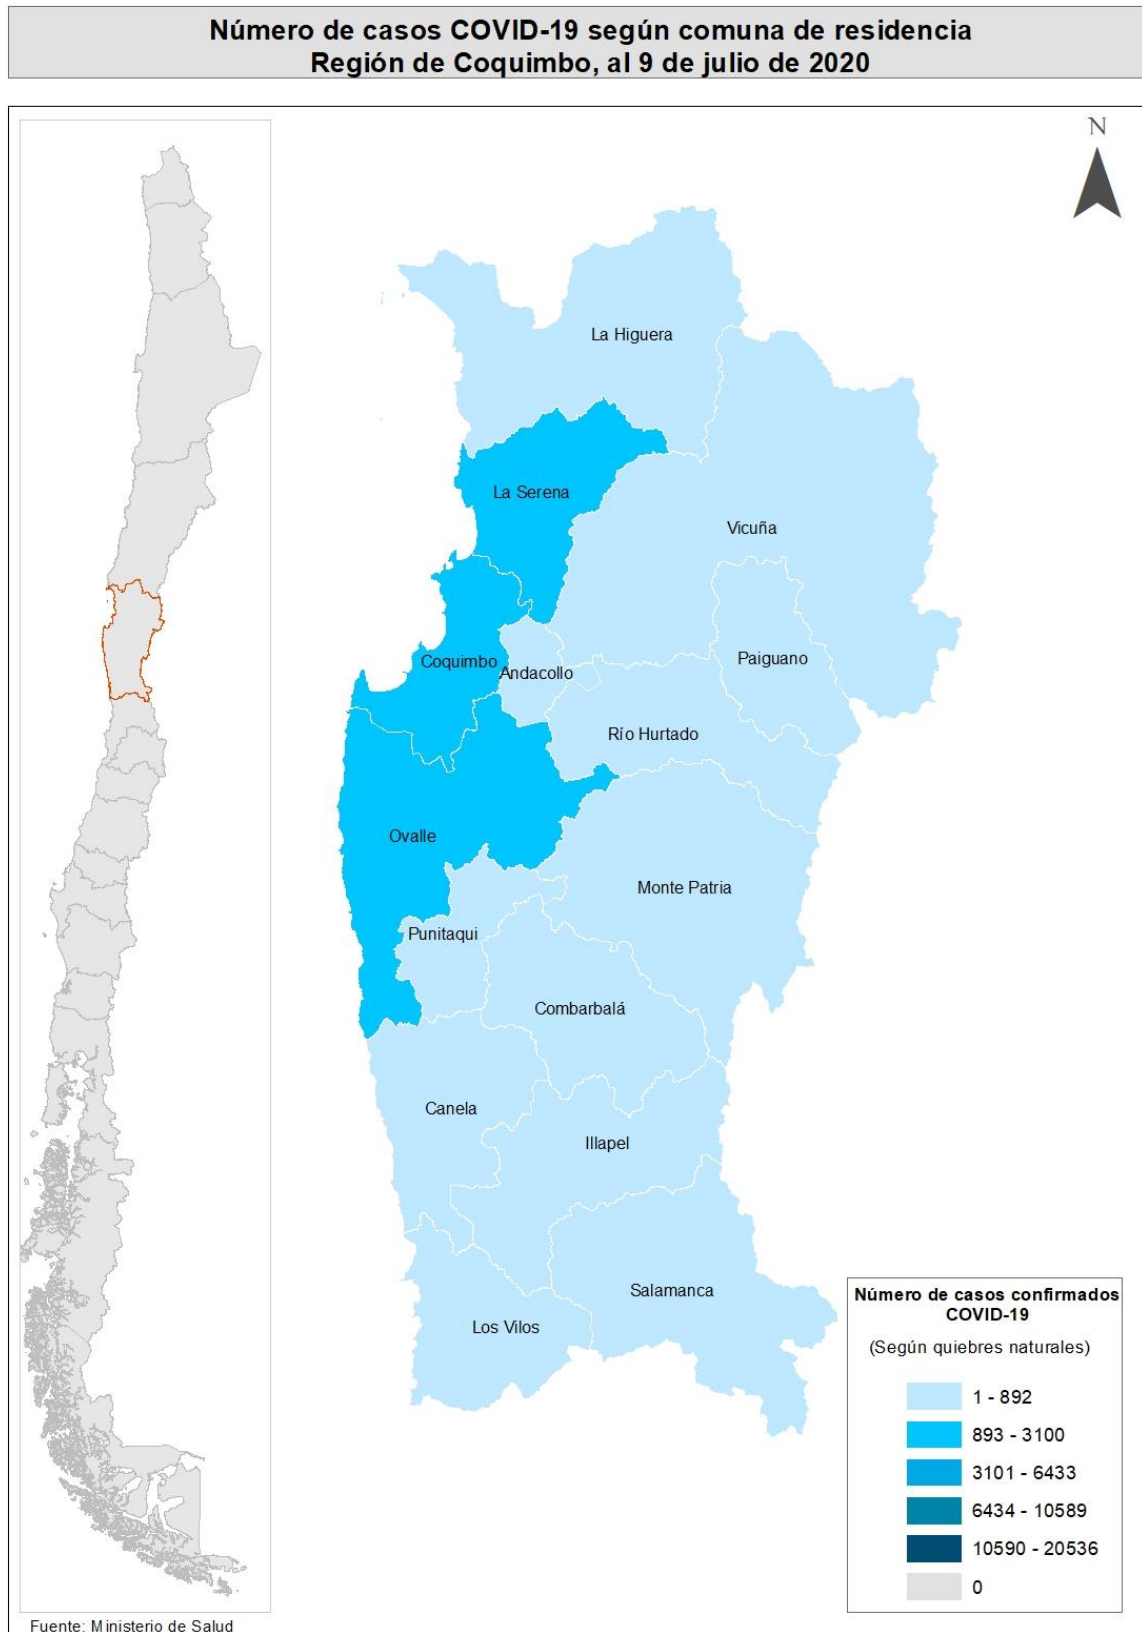 Número de casos COVID-19 según comuna de residencia
Región de Coquimbo, al 9 de julio de 2020
N
La Higuera
La Serena
Vicuña
Coquimbo
Andacollo
Paiguano
Río Hurtado
Ovalle
Monte Patria
Punitaqui
Combarbalá
Canela
Illapel
Salamanca
Los Vilos
Número de casos confirmados
COVID-19
(Según quiebres naturales)
1 - 892
893 - 3100
3101 - 6433
6434 - 10589
10590 - 20536
0
Fuente: Ministerio de Salud